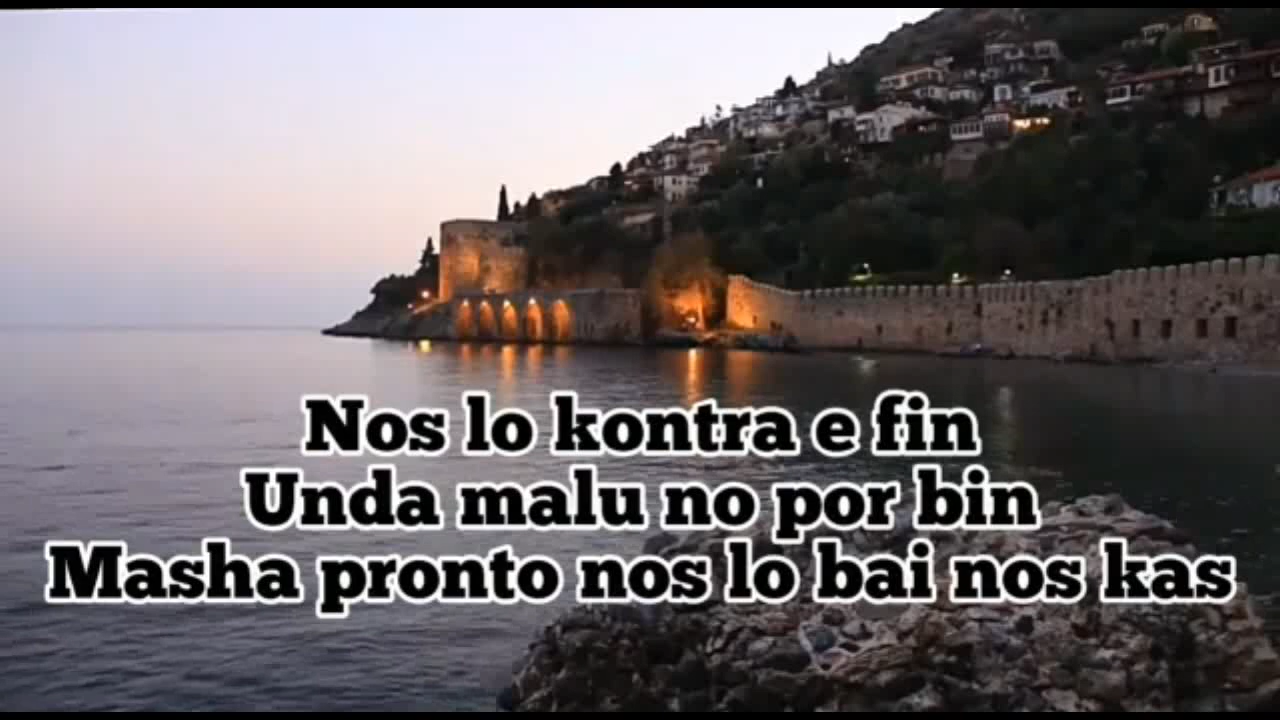 Nos lo kontra e fin
Unda malu no por bin
Masha pronto nos lo bai nos kas